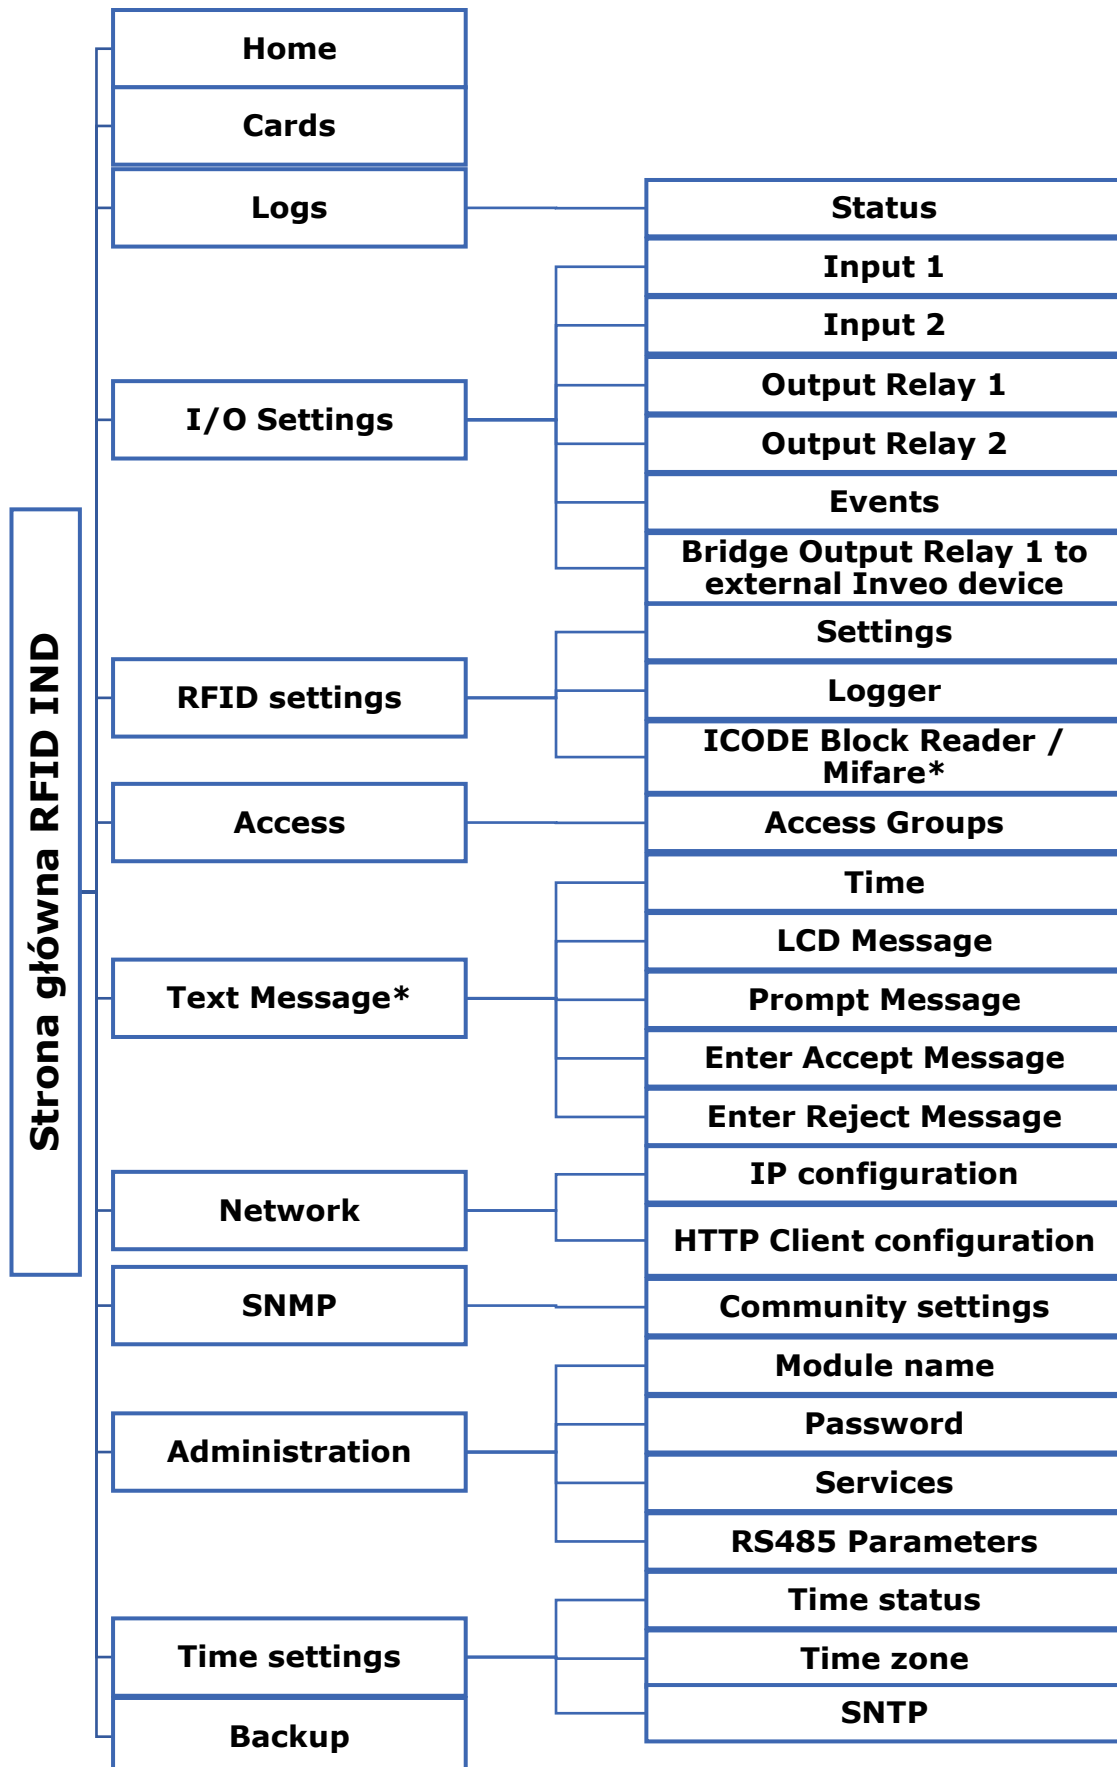 Strona główna RFID IND
Home
Cards
Logs
Status
I/O Settings
Input 1
Input 2
Output Relay 1
Output Relay 2
Events
Bridge Output Relay 1 to
external Inveo device
RFID settings
Settings
Logger
ICODE Block Reader /
Mifare*
Access
Access Groups
Text Message*
Time
LCD Message
Prompt Message
Enter Accept Message
Enter Reject Message
Network
IP configuration
HTTP Client configuration
SNMP
Community settings
Administration
Module name
Password
Services
RS485 Parameters
Time settings
Time status
Time zone
SNTP
Backup